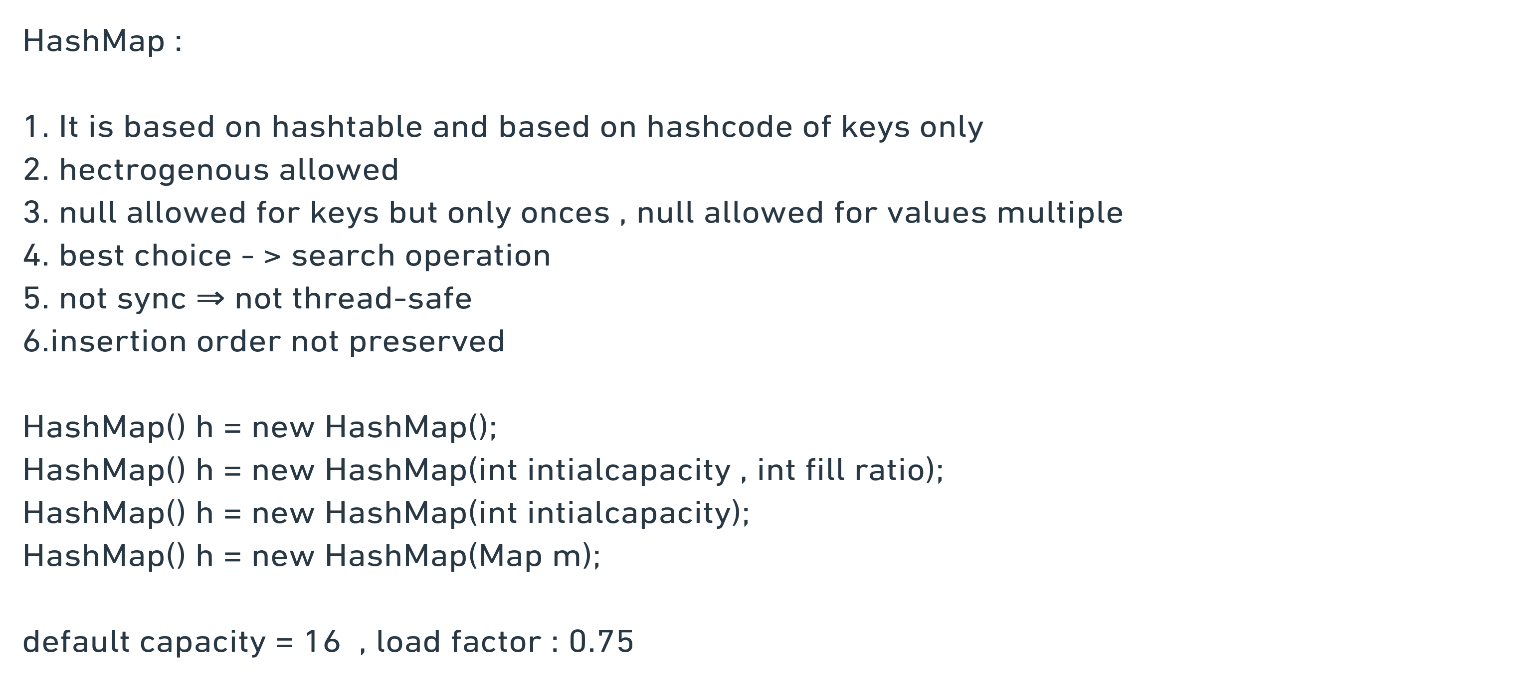 HashMap :
1. It is based on hashtable and based on hashcode of keys only
2. hectrogenous allowed
3. null allowed for keys but only onces , null allowed for values multiple
4. best choice - > search operation
5. not sync ⇒ not thread-safe
6.insertion order not preserved
HashMap() h = new HashMap();
HashMap() h = new HashMap(int intialcapacity , int fill ratio);
HashMap() h = new HashMap(int intialcapacity);
HashMap() h = new HashMap(Map m);
default capacity = 16 , load factor : 0.75